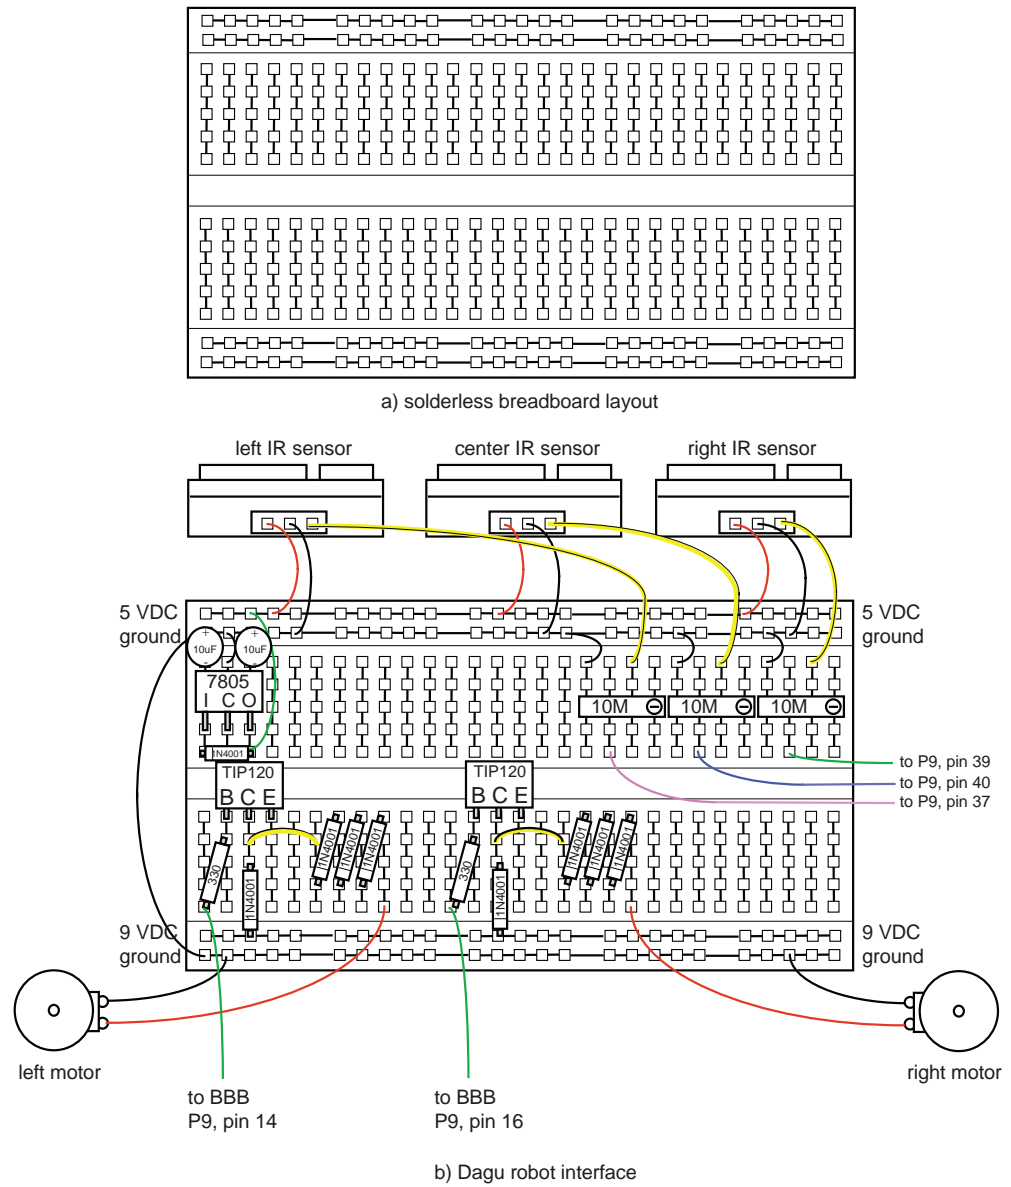 a) solderless breadboard layout
left IR sensor
center IR sensor
right IR sensor
5 VDC
ground
5 VDC
ground
+
10uF
-
+
10uF
-
7805
I C O
1N4001
10M
10M
10M
to P9, pin 39
to P9, pin 40
to P9, pin 37
TIP120
B C E
TIP120
B C E
330
1N4001
1N4001
1N4001
1N4001
330
1N4001
1N4001
1N4001
1N4001
9 VDC
ground
9 VDC
ground
left motor
right motor
to BBB
P9, pin 14
to BBB
P9, pin 16
b) Dagu robot interface